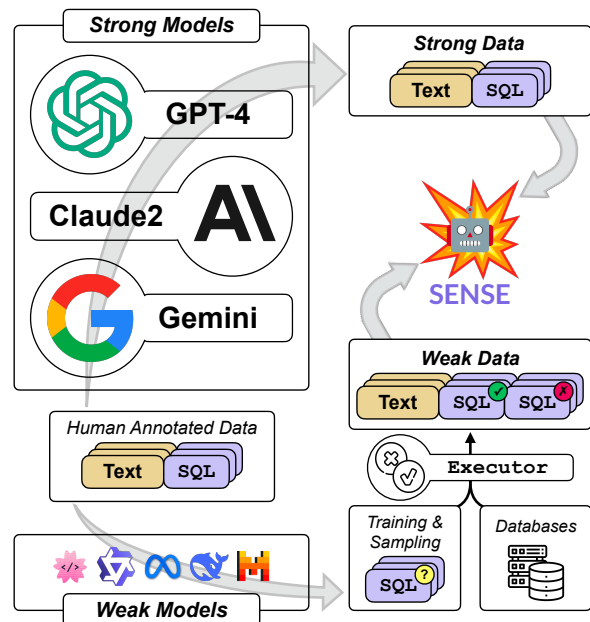 Strong Models
GPT-4
Claude2
Gemini
Human Annotated Data
Text SQL
</>
Weak Models
Strong Data
Text SQL
SENSE
Weak Data
Text SQL SQL
Executor
Training &
Sampling
SQL ?
Databases